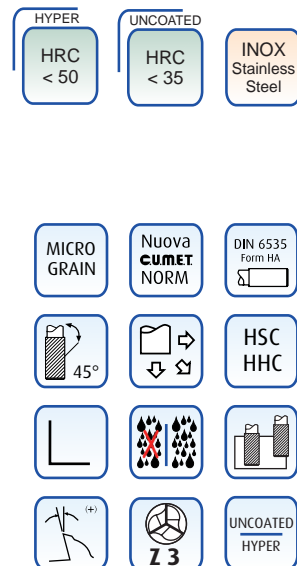 HYPER
HRC
< 50
UNCOATED
HRC
< 35
INOX
Stainless
Steel
MICRO
GRAIN
Nuova
C.U.M.E.T.
NORM
DIN 6535
Form HA
45°
HSC
HHC
(+)
Z 3
UNCOATED
HYPER